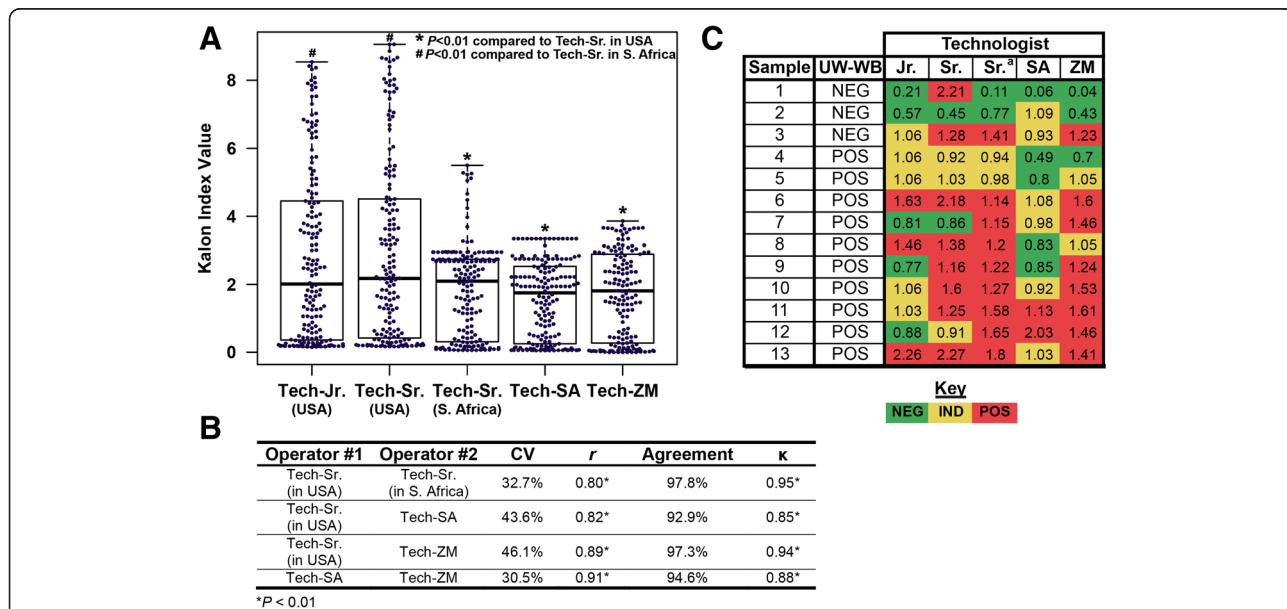 A
* P<0.01 compared to Tech-Sr. in USA
# P<0.01 compared to Tech-Sr. in S. Africa
# # * * *
Kalon Index Value
8
6
4
2
0
Tech-Jr. Tech-Sr. Tech-Sr. Tech-SA Tech-ZM
(USA) (USA) (S. Africa)
B
Operator #1 Operator #2 CV r Agreement κ
Tech-Sr. (in USA) Tech-Sr. (in S. Africa) 32.7% 0.80* 97.8% 0.95*
Tech-Sr. (in USA) Tech-SA 43.6% 0.82* 92.9% 0.85*
Tech-Sr. (in USA) Tech-ZM 46.1% 0.89* 97.3% 0.94*
Tech-SA Tech-ZM 30.5% 0.91* 94.6% 0.88*
*P < 0.01
C
Technologist
Sample UW-WB Jr. Sr. Sr.a SA ZM
1 NEG 0.21 2.21 0.11 0.06 0.04
2 NEG 0.57 0.45 0.77 1.09 0.43
3 NEG 1.06 1.28 1.41 0.93 1.23
4 POS 1.06 0.92 0.94 0.49 0.7
5 POS 1.06 1.03 0.98 0.8 1.05
6 POS 1.63 2.18 1.14 1.08 1.6
7 POS 0.81 0.86 1.15 0.98 1.46
8 POS 1.46 1.38 1.2 0.83 1.05
9 POS 0.77 1.16 1.22 0.85 1.24
10 POS 1.06 1.6 1.27 0.92 1.53
11 POS 1.03 1.25 1.58 1.13 1.61
12 POS 0.88 0.91 1.65 2.03 1.46
13 POS 2.26 2.27 1.8 1.03 1.41
Key
NEG IND POS